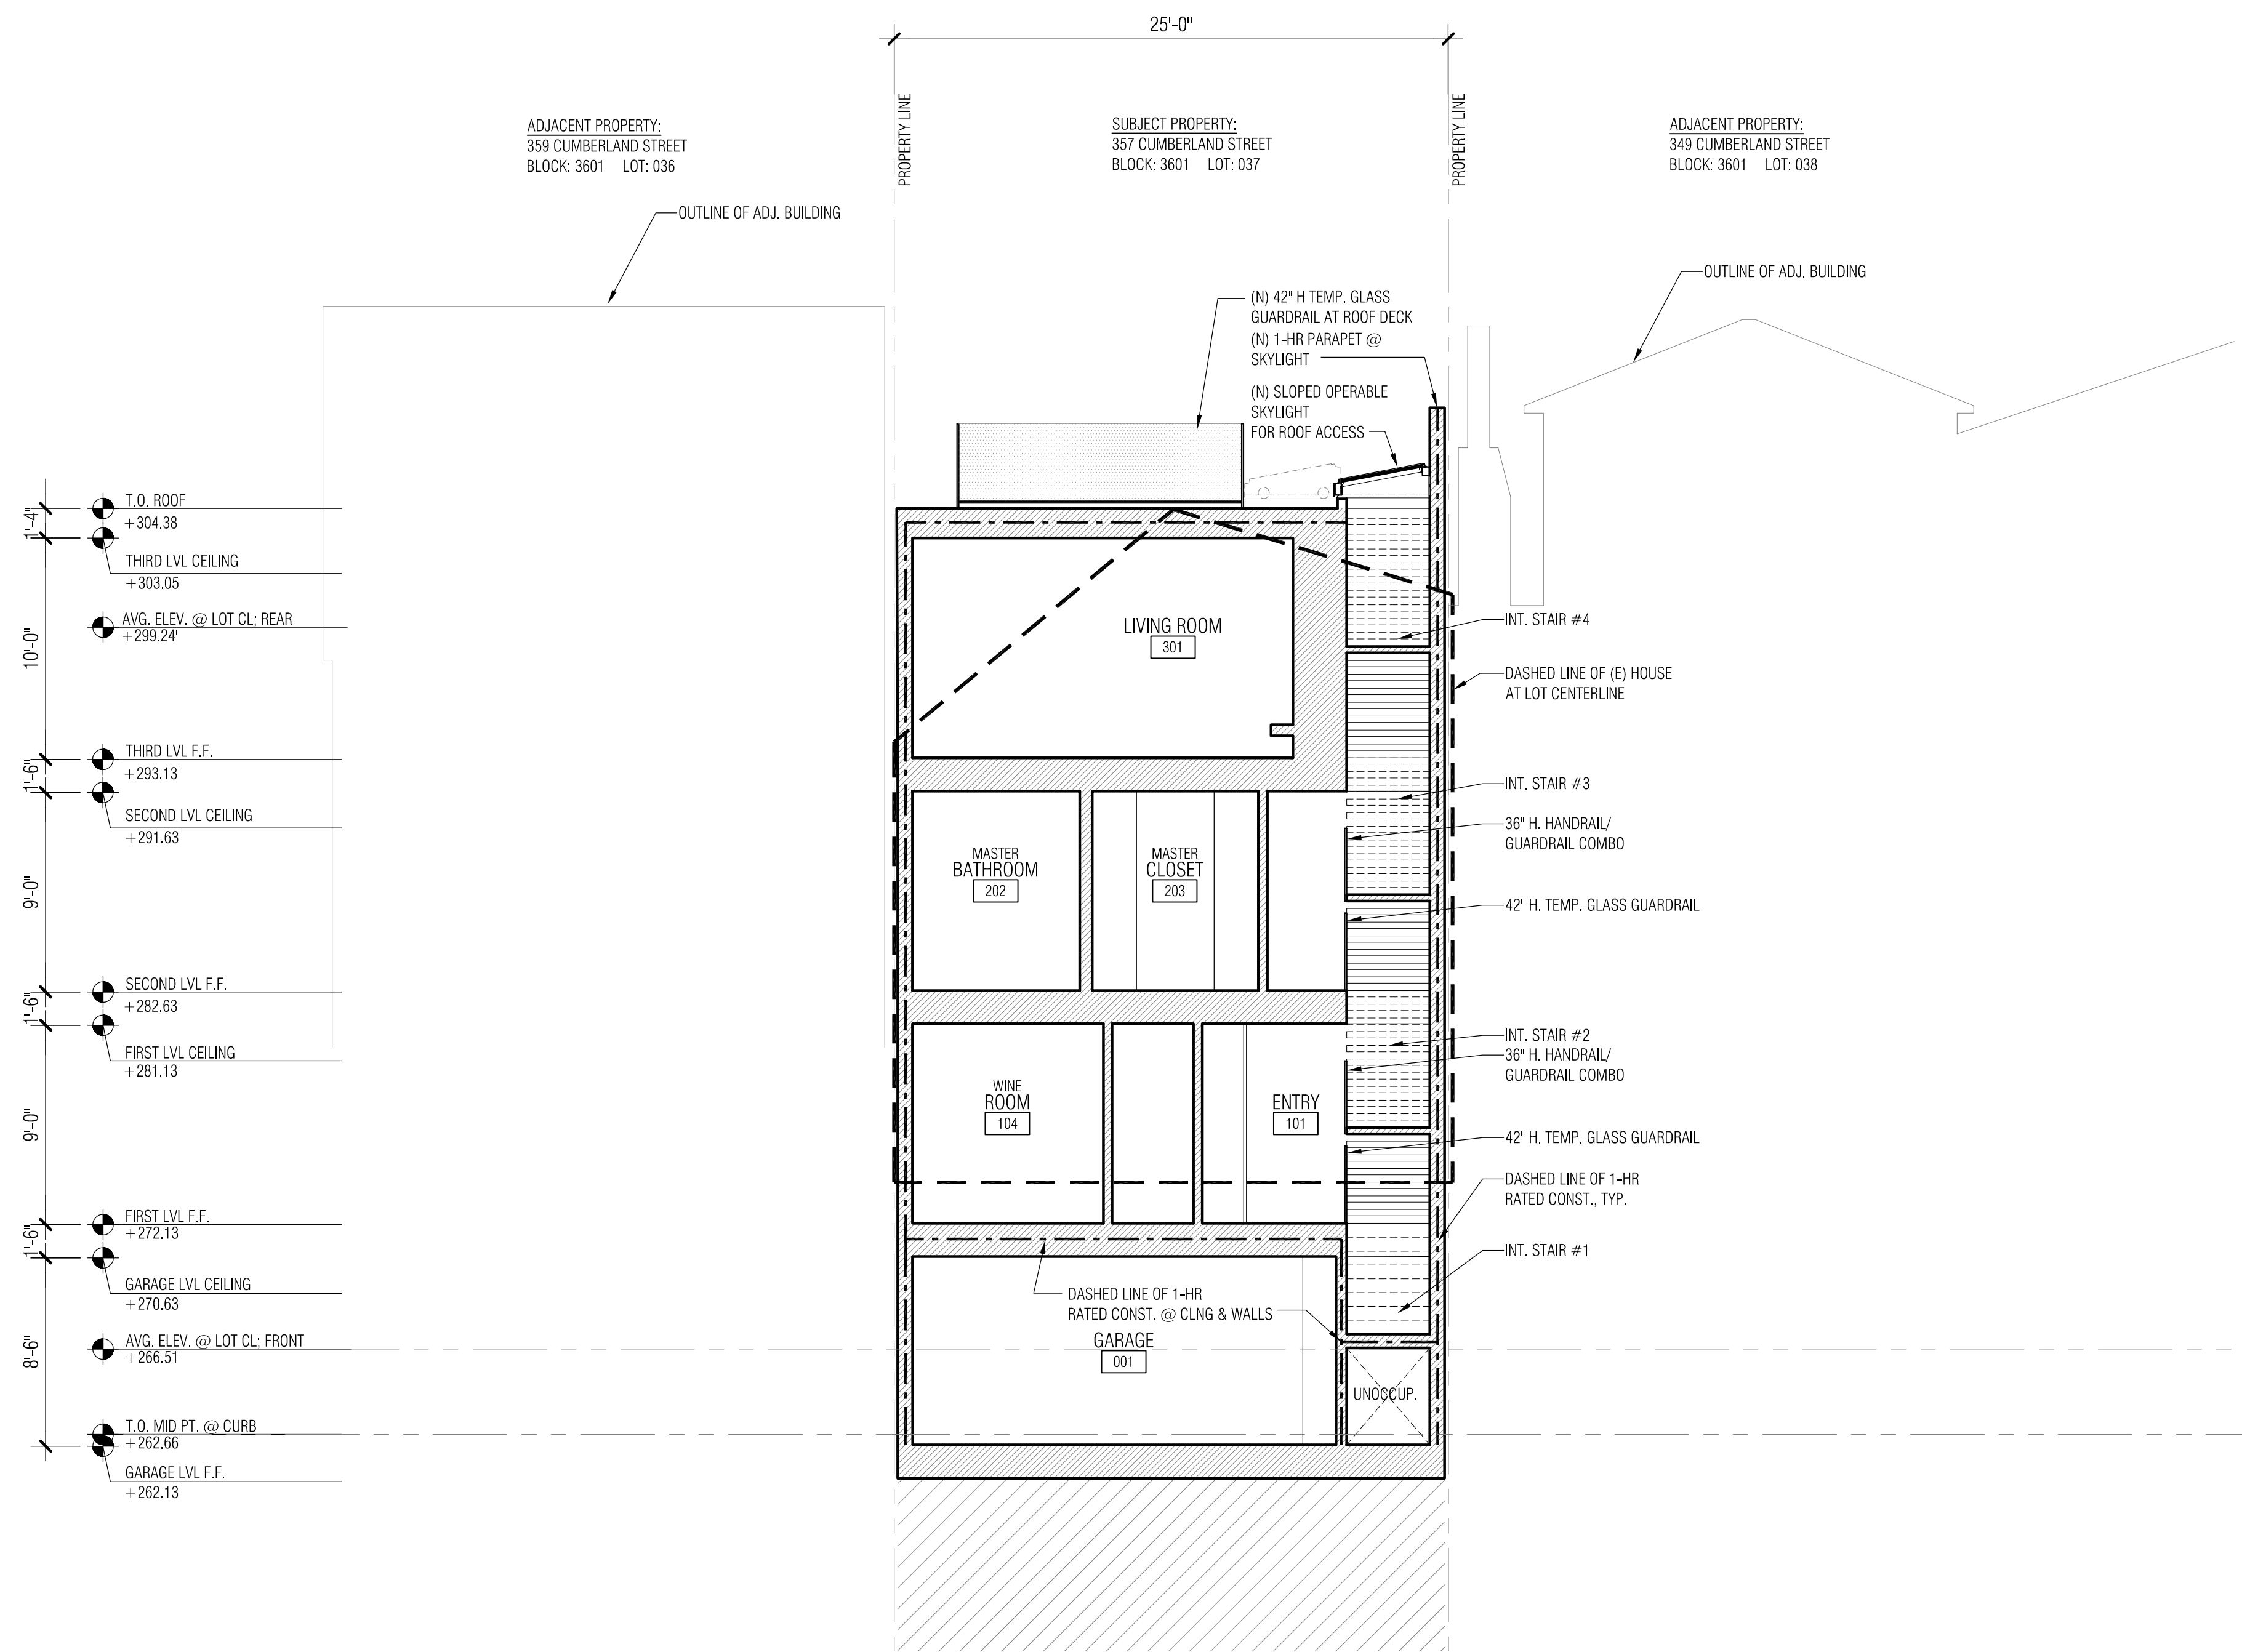 25'-0"
PROPERTY LINE
PROPERTY LINE
ADJACENT PROPERTY:
359 CUMBERLAND STREET
BLOCK: 3601 LOT: 036
SUBJECT PROPERTY:
357 CUMBERLAND STREET
BLOCK: 3601 LOT: 037
ADJACENT PROPERTY:
349 CUMBERLAND STREET
BLOCK: 3601 LOT: 038
OUTLINE OF ADJ. BUILDING
OUTLINE OF ADJ. BUILDING
(N) 42" H TEMP. GLASS
GUARDRAIL AT ROOF DECK
(N) 1-HR PARAPET @
SKYLIGHT
(N) SLOPED OPERABLE
SKYLIGHT
FOR ROOF ACCESS
1'-4"
10'-0"
1'-6"
9'-0"
1'-6"
9'-0"
1'-6"
8'-6"
T.O. ROOF
+304.38
THIRD LVL CEILING
+303.05'
AVG. ELEV. @ LOT CL; REAR
+299.24'
THIRD LVL F.F.
+293.13'
SECOND LVL CEILING
+291.63'
SECOND LVL F.F.
+282.63'
FIRST LVL CEILING
+281.13'
FIRST LVL F.F.
+272.13'
GARAGE LVL CEILING
+270.63'
AVG. ELEV. @ LOT CL; FRONT
+266.51'
T.O. MID PT. @ CURB
+262.66'
GARAGE LVL F.F.
+262.13'
LIVING ROOM
301
MASTER
BATHROOM
202
MASTER
CLOSET
203
WINE
ROOM
104
ENTRY
101
DASHED LINE OF 1-HR
RATED CONST. @ CLNG & WALLS
GARAGE
001
UNOCCUP.
INT. STAIR #4
DASHED LINE OF (E) HOUSE
AT LOT CENTERLINE
INT. STAIR #3
36" H. HANDRAIL/
GUARDRAIL COMBO
42" H. TEMP. GLASS GUARDRAIL
INT. STAIR #2
36" H. HANDRAIL/
GUARDRAIL COMBO
42" H. TEMP. GLASS GUARDRAIL
DASHED LINE OF 1-HR
RATED CONST., TYP.
INT. STAIR #1